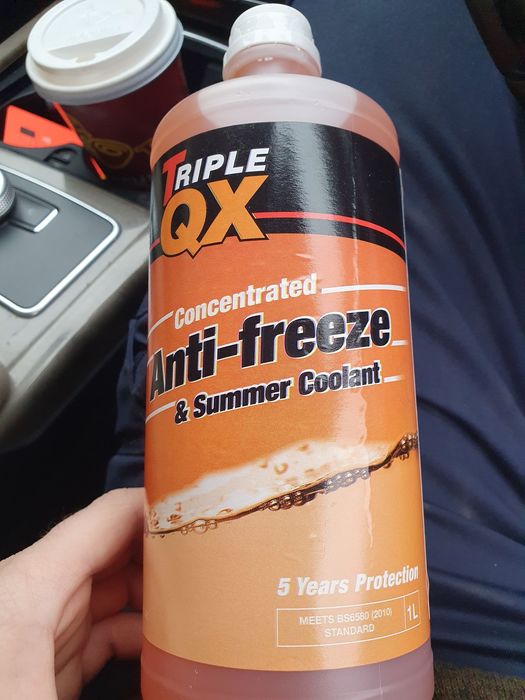 TRIPLE
QX
Concentrated
Anti-freeze
& Summer Coolant
5 Years Protection
MEETS BS6580 (2010)
STANDARD
1L